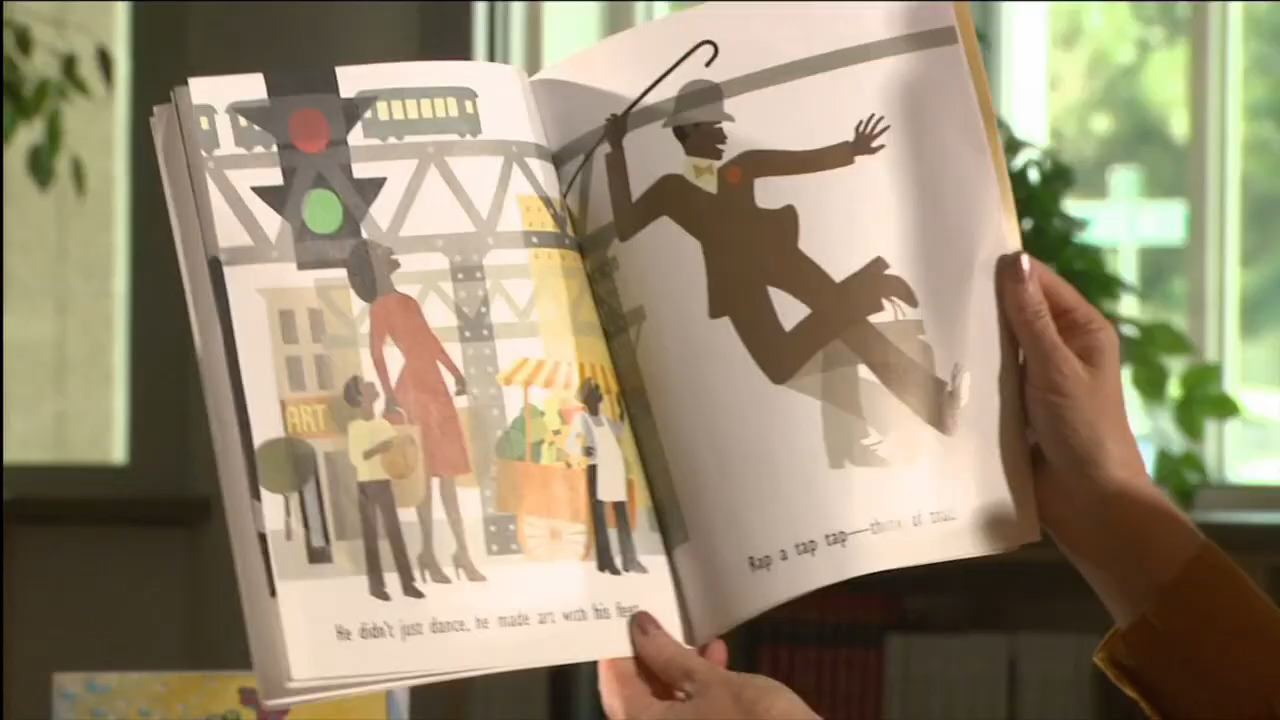 ART
He didn't just dance, he made art with his feet.
Rap a tap tap—think of that!